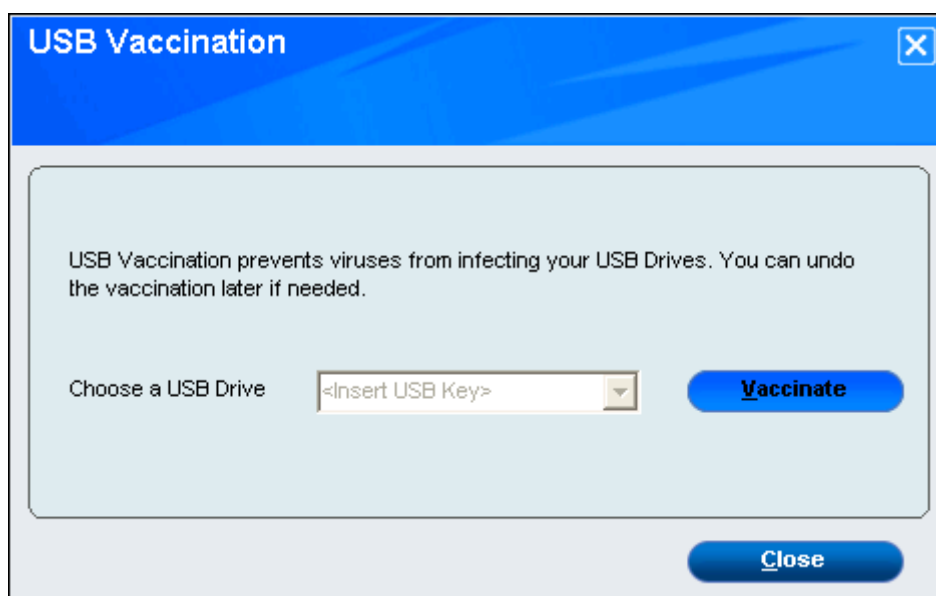 USB Vaccination
USB Vaccination prevents viruses from infecting your USB Drives. You can undo
the vaccination later if needed.
Choose a USB Drive <Insert USB Key> Vaccinate
Close